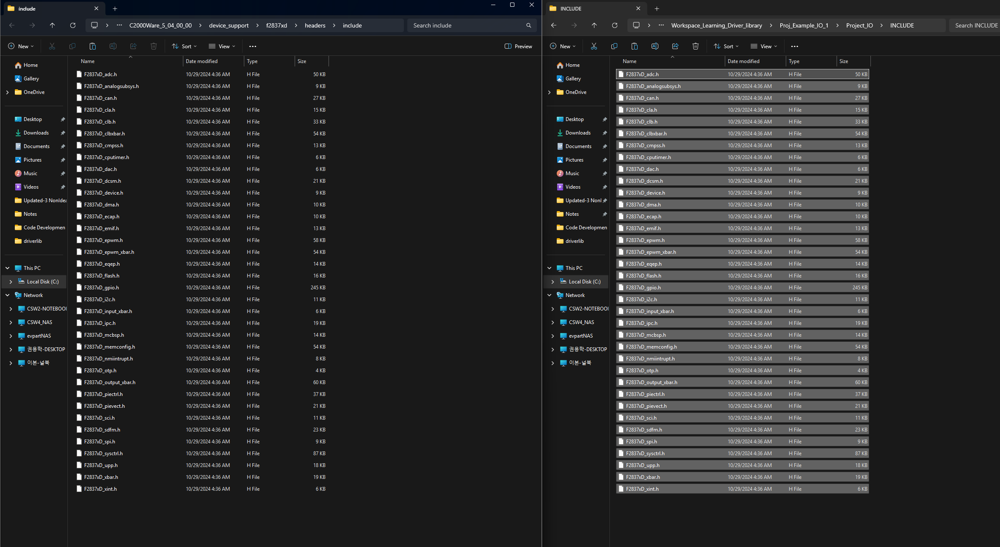 include
C2000Ware_5_04_00_00 > device_support > f2837xd > headers > include
Search include
New
Sort
View
Preview
Home
Gallery
OneDrive
Desktop
Downloads
Documents
Pictures
Music
Videos
Updated-3 NonIdea
Notes
Code Developmen
driverlib
This PC
Local Disk (C:)
Network
CSW2-NOTEBOOK
CSW4_NAS
evpartNAS
권용학-DESKTOP
이본-널북
Name Date modified Type Size
F2837xD_adc.h 10/29/2024 4:36 AM H File 50 KB
F2837xD_analogsubsys.h 10/29/2024 4:36 AM H File 9 KB
F2837xD_can.h 10/29/2024 4:36 AM H File 27 KB
F2837xD_cla.h 10/29/2024 4:36 AM H File 15 KB
F2837xD_clb.h 10/29/2024 4:36 AM H File 33 KB
F2837xD_clbxbar.h 10/29/2024 4:36 AM H File 54 KB
F2837xD_cmpss.h 10/29/2024 4:36 AM H File 13 KB
F2837xD_cputimer.h 10/29/2024 4:36 AM H File 6 KB
F2837xD_dac.h 10/29/2024 4:36 AM H File 6 KB
F2837xD_dcsm.h 10/29/2024 4:36 AM H File 21 KB
F2837xD_device.h 10/29/2024 4:36 AM H File 9 KB
F2837xD_dma.h 10/29/2024 4:36 AM H File 10 KB
F2837xD_ecap.h 10/29/2024 4:36 AM H File 10 KB
F2837xD_emif.h 10/29/2024 4:36 AM H File 13 KB
F2837xD_epwm.h 10/29/2024 4:36 AM H File 58 KB
F2837xD_epwm_xbar.h 10/29/2024 4:36 AM H File 54 KB
F2837xD_eqep.h 10/29/2024 4:36 AM H File 14 KB
F2837xD_flash.h 10/29/2024 4:36 AM H File 16 KB
F2837xD_gpio.h 10/29/2024 4:36 AM H File 245 KB
F2837xD_i2c.h 10/29/2024 4:36 AM H File 11 KB
F2837xD_input_xbar.h 10/29/2024 4:36 AM H File 6 KB
F2837xD_ipc.h 10/29/2024 4:36 AM H File 19 KB
F2837xD_mcbsp.h 10/29/2024 4:36 AM H File 14 KB
F2837xD_memconfig.h 10/29/2024 4:36 AM H File 54 KB
F2837xD_nmiintrupt.h 10/29/2024 4:36 AM H File 8 KB
F2837xD_otp.h 10/29/2024 4:36 AM H File 4 KB
F2837xD_output_xbar.h 10/29/2024 4:36 AM H File 60 KB
F2837xD_piectrl.h 10/29/2024 4:36 AM H File 37 KB
F2837xD_pievect.h 10/29/2024 4:36 AM H File 21 KB
F2837xD_sci.h 10/29/2024 4:36 AM H File 11 KB
F2837xD_sdfm.h 10/29/2024 4:36 AM H File 23 KB
F2837xD_spi.h 10/29/2024 4:36 AM H File 9 KB
F2837xD_sysctrl.h 10/29/2024 4:36 AM H File 87 KB
F2837xD_upp.h 10/29/2024 4:36 AM H File 18 KB
F2837xD_xbar.h 10/29/2024 4:36 AM H File 19 KB
F2837xD_xint.h 10/29/2024 4:36 AM H File 6 KB
INCLUDE
Workspace_Learning_Driver_library > Proj_Example_IO_1 > Project_IO > INCLUDE
Search INCLUDE
New
Sort
View
Home
Gallery
OneDrive
Desktop
Downloads
Documents
Pictures
Music
Videos
Updated-3 NonI
Notes
Code Developmen
driverlib
This PC
Local Disk (C:)
Network
CSW2-NOTEBOOK
CSW4_NAS
evpartNAS
권용학-DESKTOP
이본-널북
Name Date modified Type Size
F2837xD_adc.h 10/29/2024 4:36 AM H File 50 KB
F2837xD_analogsubsys.h 10/29/2024 4:36 AM H File 9 KB
F2837xD_can.h 10/29/2024 4:36 AM H File 27 KB
F2837xD_cla.h 10/29/2024 4:36 AM H File 15 KB
F2837xD_clb.h 10/29/2024 4:36 AM H File 33 KB
F2837xD_clbxbar.h 10/29/2024 4:36 AM H File 54 KB
F2837xD_cmpss.h 10/29/2024 4:36 AM H File 13 KB
F2837xD_cputimer.h 10/29/2024 4:36 AM H File 6 KB
F2837xD_dac.h 10/29/2024 4:36 AM H File 6 KB
F2837xD_dcsm.h 10/29/2024 4:36 AM H File 21 KB
F2837xD_device.h 10/29/2024 4:36 AM H File 9 KB
F2837xD_dma.h 10/29/2024 4:36 AM H File 10 KB
F2837xD_ecap.h 10/29/2024 4:36 AM H File 10 KB
F2837xD_emif.h 10/29/2024 4:36 AM H File 13 KB
F2837xD_epwm.h 10/29/2024 4:36 AM H File 58 KB
F2837xD_epwm_xbar.h 10/29/2024 4:36 AM H File 54 KB
F2837xD_eqep.h 10/29/2024 4:36 AM H File 14 KB
F2837xD_flash.h 10/29/2024 4:36 AM H File 16 KB
F2837xD_gpio.h 10/29/2024 4:36 AM H File 245 KB
F2837xD_i2c.h 10/29/2024 4:36 AM H File 11 KB
F2837xD_input_xbar.h 10/29/2024 4:36 AM H File 6 KB
F2837xD_ipc.h 10/29/2024 4:36 AM H File 19 KB
F2837xD_mcbsp.h 10/29/2024 4:36 AM H File 14 KB
F2837xD_memconfig.h 10/29/2024 4:36 AM H File 54 KB
F2837xD_nmiintrupt.h 10/29/2024 4:36 AM H File 8 KB
F2837xD_otp.h 10/29/2024 4:36 AM H File 4 KB
F2837xD_output_xbar.h 10/29/2024 4:36 AM H File 60 KB
F2837xD_piectrl.h 10/29/2024 4:36 AM H File 37 KB
F2837xD_pievect.h 10/29/2024 4:36 AM H File 21 KB
F2837xD_sci.h 10/29/2024 4:36 AM H File 11 KB
F2837xD_sdfm.h 10/29/2024 4:36 AM H File 23 KB
F2837xD_spi.h 10/29/2024 4:36 AM H File 9 KB
F2837xD_sysctrl.h 10/29/2024 4:36 AM H File 87 KB
F2837xD_upp.h 10/29/2024 4:36 AM H File 18 KB
F2837xD_xbar.h 10/29/2024 4:36 AM H File 19 KB
F2837xD_xint.h 10/29/2024 4:36 AM H File 6 KB